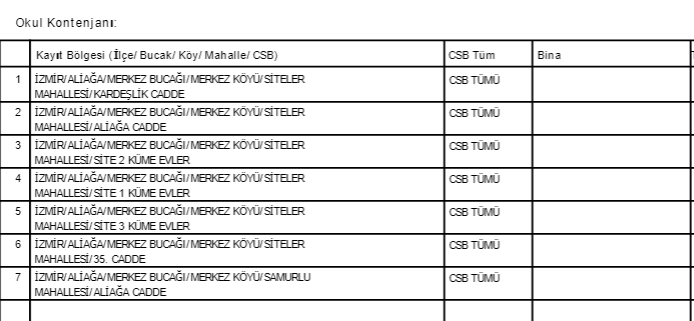 Okul Kontenjanı:
Kayıt Bölgesi (İlçe/ Bucak/ Köy/ Mahalle/ CSB) CSB Tüm Bina
1 İZMİR/ALİAĞA/MERKEZ BUCAĞI/MERKEZ KÖYÜ/SİTELER CSB TÜMÜ
MAHALLESİ/KARDEŞLİK CADDE
2 İZMİR/ALİAĞA/MERKEZ BUCAĞI/MERKEZ KÖYÜ/SİTELER CSB TÜMÜ
MAHALLESİ/ALİAĞA CADDE
3 İZMİR/ALİAĞA/MERKEZ BUCAĞI/MERKEZ KÖYÜ/SİTELER CSB TÜMÜ
MAHALLESİ/SİTE 2 KÜME EVLER
4 İZMİR/ALİAĞA/MERKEZ BUCAĞI/MERKEZ KÖYÜ/SİTELER CSB TÜMÜ
MAHALLESİ/SİTE 1 KÜME EVLER
5 İZMİR/ALİAĞA/MERKEZ BUCAĞI/MERKEZ KÖYÜ/SİTELER CSB TÜMÜ
MAHALLESİ/SİTE 3 KÜME EVLER
6 İZMİR/ALİAĞA/MERKEZ BUCAĞI/MERKEZ KÖYÜ/SİTELER CSB TÜMÜ
MAHALLESİ/35. CADDE
7 İZMİR/ALİAĞA/MERKEZ BUCAĞI/MERKEZ KÖYÜ/SAMURLU CSB TÜMÜ
MAHALLESİ/ALİAĞA CADDE